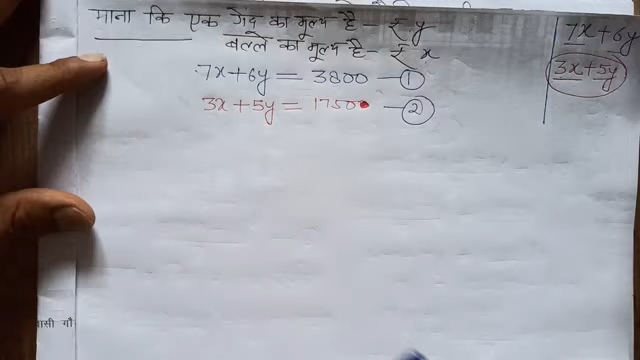 माना कि एक गेंद का मूल्य है - ₹ y
बल्ले का मूल्य है - ₹ x
7x + 6y = 3800 — ①
3x + 5y = 1750 — ②
7x + 6y
3x + 5y